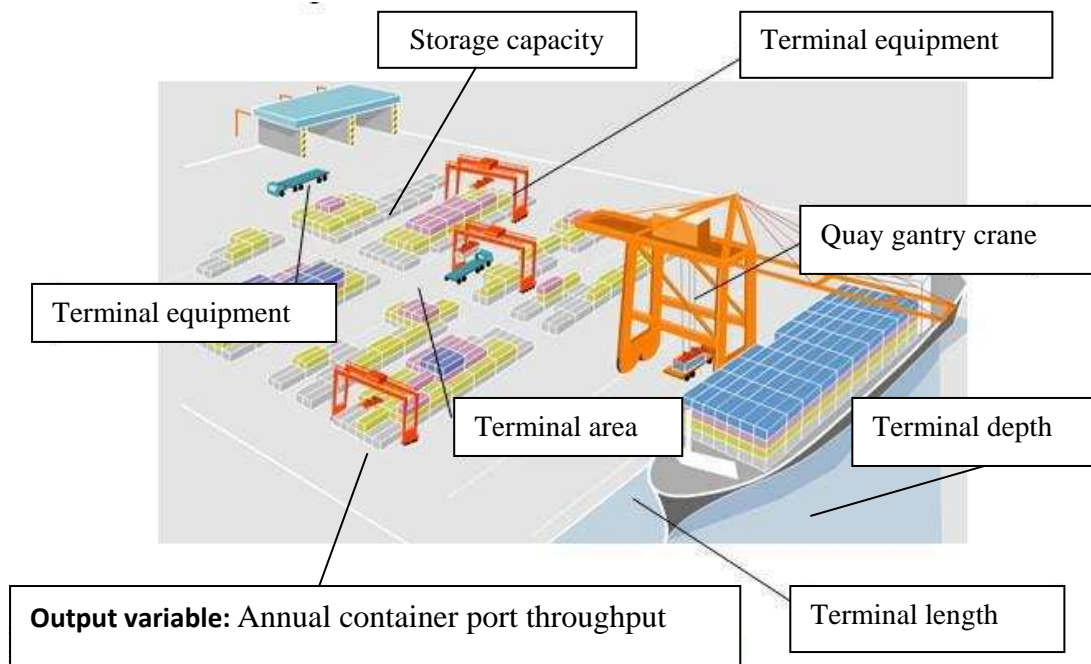 Storage capacity
Terminal equipment
Quay gantry crane
Terminal equipment
Terminal area
Terminal depth
Output variable: Annual container port throughput
Terminal length